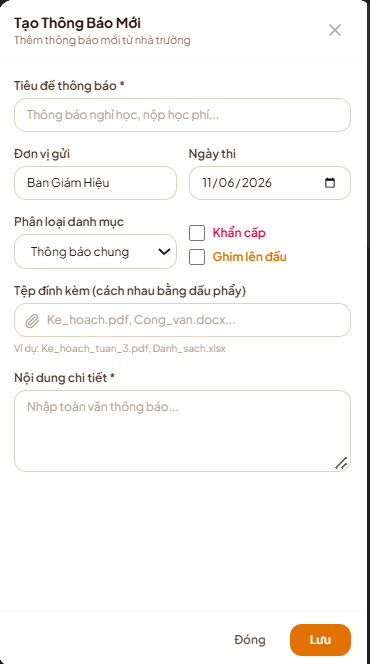 Tạo Thông Báo Mới
Thêm thông báo mới từ nhà trường
Tiêu đề thông báo *
Thông báo nghỉ học, nộp học phí...
Đơn vị gửi
Ngày thi
Ban Giám Hiệu
11/06/2026
Phân loại danh mục
Khẩn cấp
Thông báo chung
Ghim lên đầu
Tệp đính kèm (cách nhau bằng dấu phẩy)
Ke_hoach.pdf, Cong_van.docx...
Ví dụ: Ke_hoach_tuan_3.pdf, Danh_sach.xlsx
Nội dung chi tiết *
Nhập toàn văn thông báo...
Đóng
Lưu